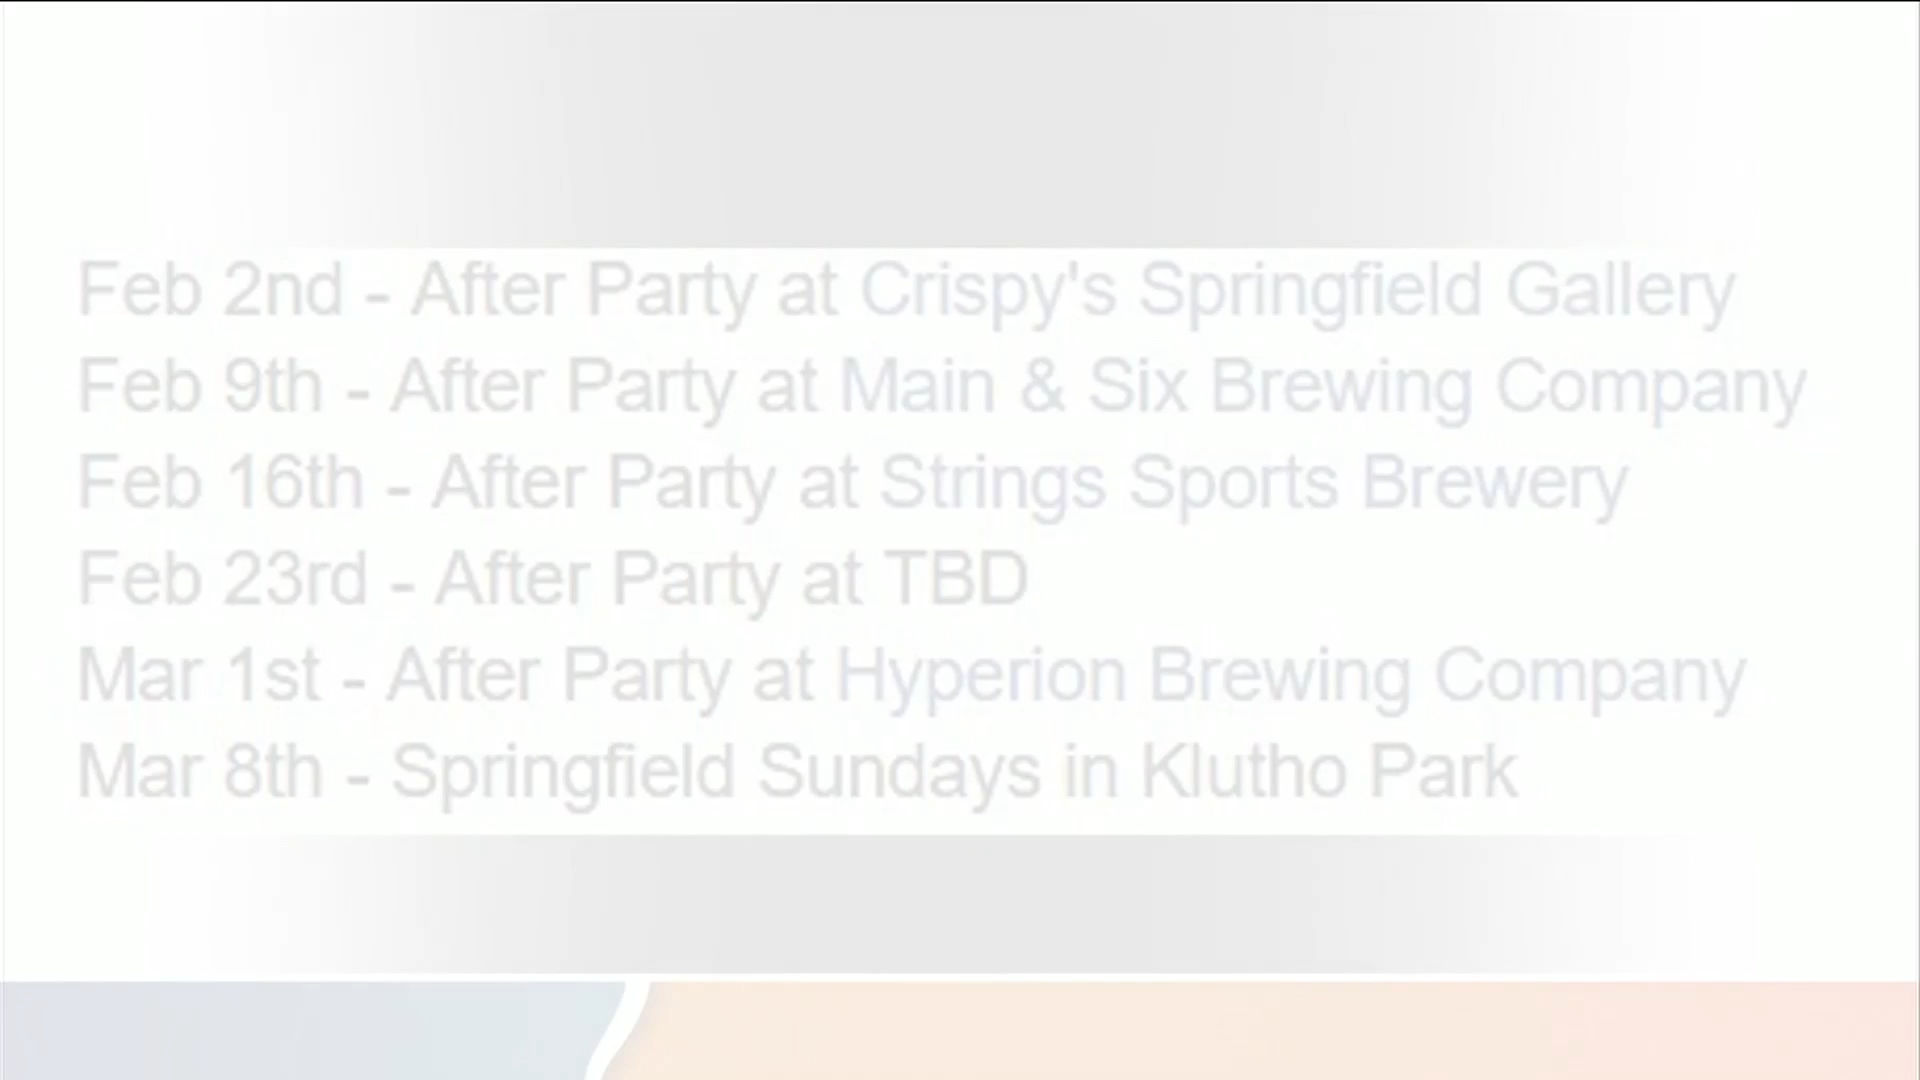 Feb 2nd - After Party at Crispy's Springfield Gallery
Feb 9th - After Party at Main & Six Brewing Company
Feb 16th - After Party at Strings Sports Brewery
Feb 23rd - After Party at TBD
Mar 1st - After Party at Hyperion Brewing Company
Mar 8th - Springfield Sundays in Klutho Park